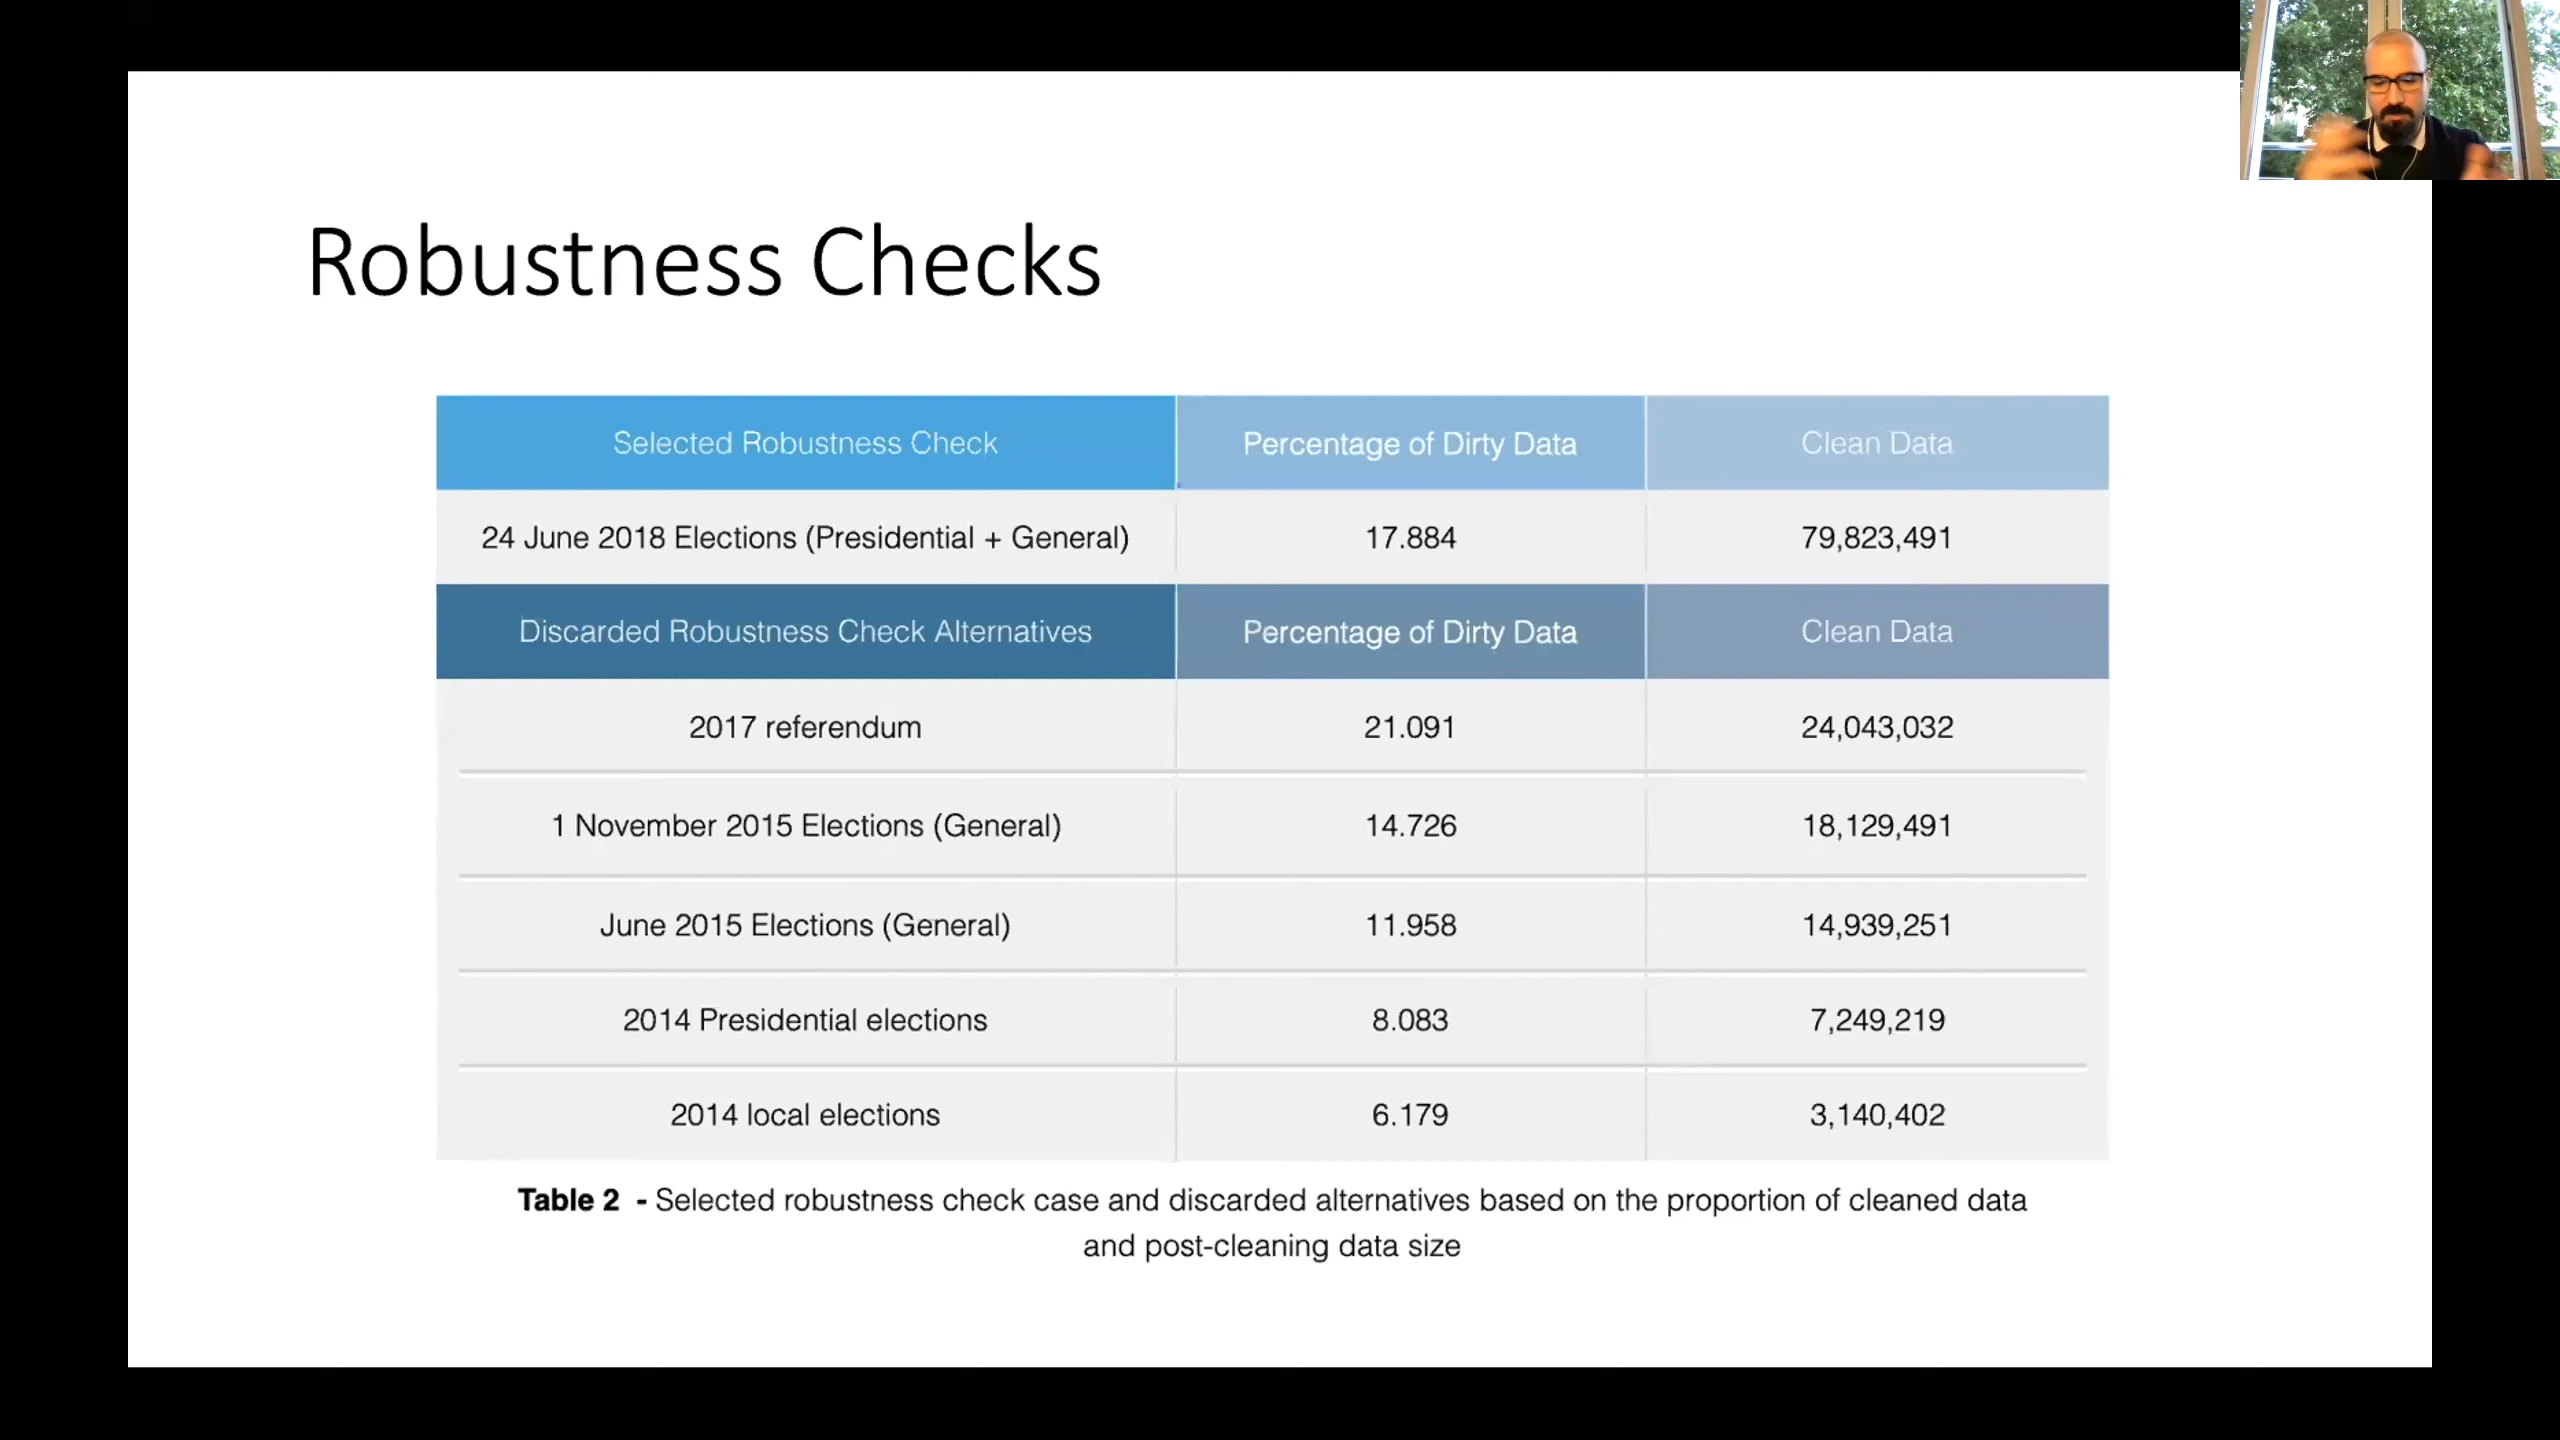 Robustness Checks
Selected Robustness Check Percentage of Dirty Data Clean Data
24 June 2018 Elections (Presidential + General) 17.884 79,823,491
Discarded Robustness Check Alternatives Percentage of Dirty Data Clean Data
2017 referendum 21.091 24,043,032
1 November 2015 Elections (General) 14.726 18,129,491
June 2015 Elections (General) 11.958 14,939,251
2014 Presidential elections 8.083 7,249,219
2014 local elections 6.179 3,140,402
Table 2 - Selected robustness check case and discarded alternatives based on the proportion of cleaned data
and post-cleaning data size